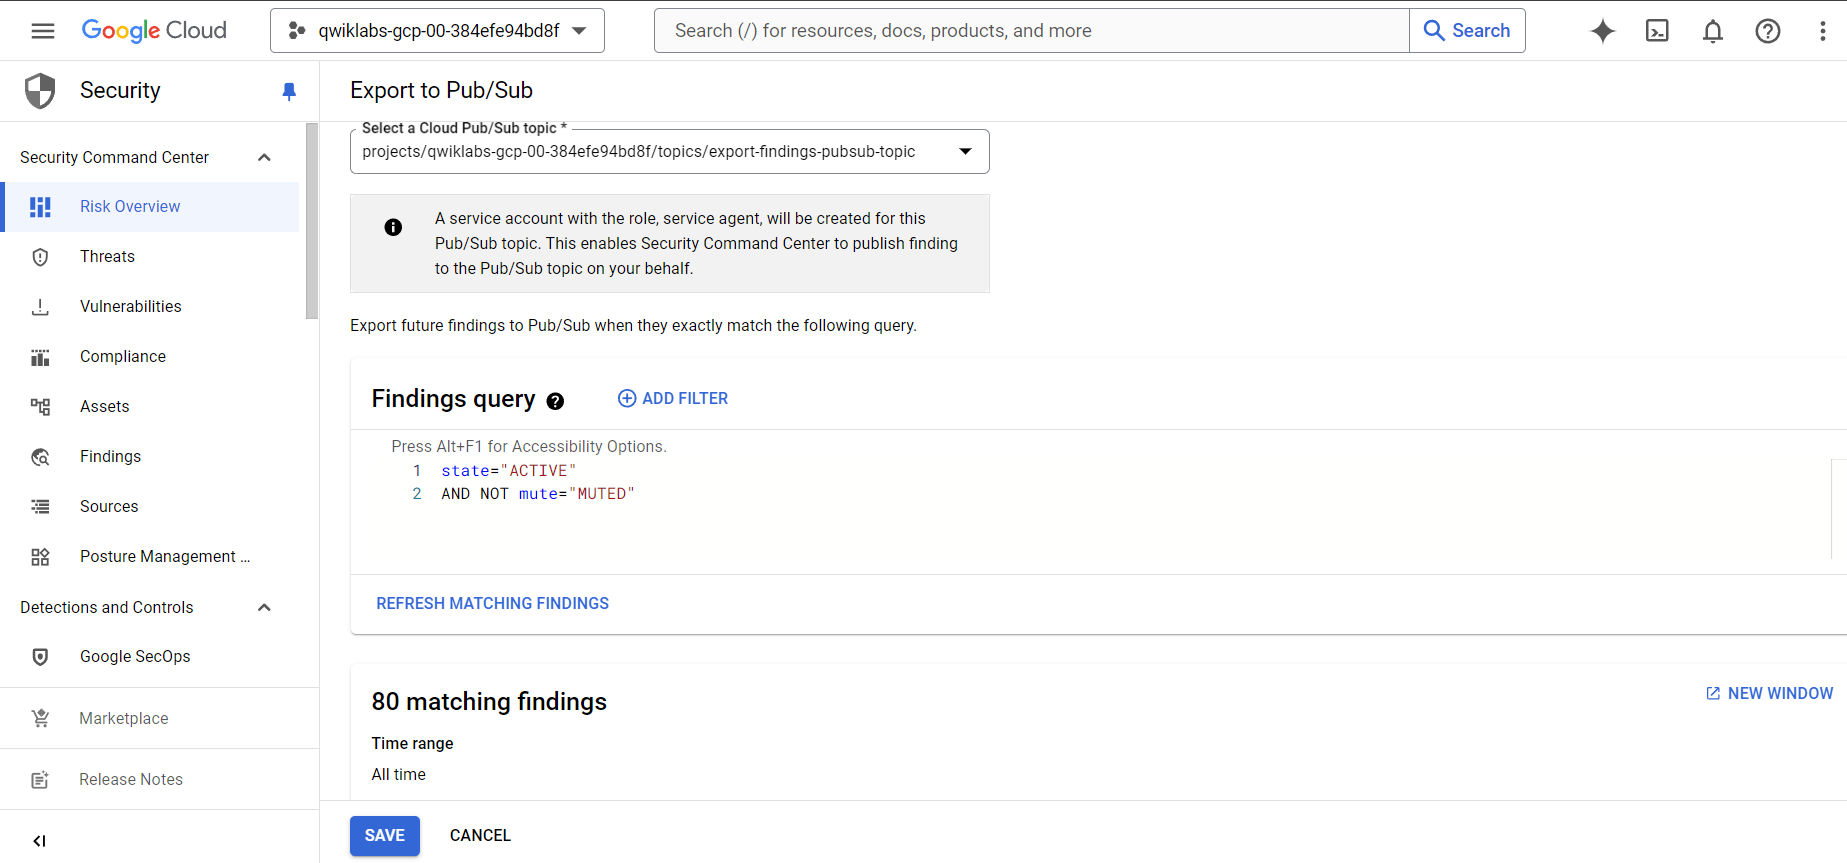 Google Cloud
qwiklabs-gcp-00-384efe94bd8f
Search (/) for resources, docs, products, and more
Search
Security
Security Command Center
Risk Overview
Threats
Vulnerabilities
Compliance
Assets
Findings
Sources
Posture Management ...
Detections and Controls
Google SecOps
Marketplace
Release Notes
Export to Pub/Sub
Select a Cloud Pub/Sub topic *
projects/qwiklabs-gcp-00-384efe94bd8f/topics/export-findings-pubsub-topic
A service account with the role, service agent, will be created for this
Pub/Sub topic. This enables Security Command Center to publish finding
to the Pub/Sub topic on your behalf.
Export future findings to Pub/Sub when they exactly match the following query.
Findings query
ADD FILTER
Press Alt+F1 for Accessibility Options.
1 state="ACTIVE"
2 AND NOT mute="MUTED"
REFRESH MATCHING FINDINGS
80 matching findings
NEW WINDOW
Time range
All time
SAVE
CANCEL